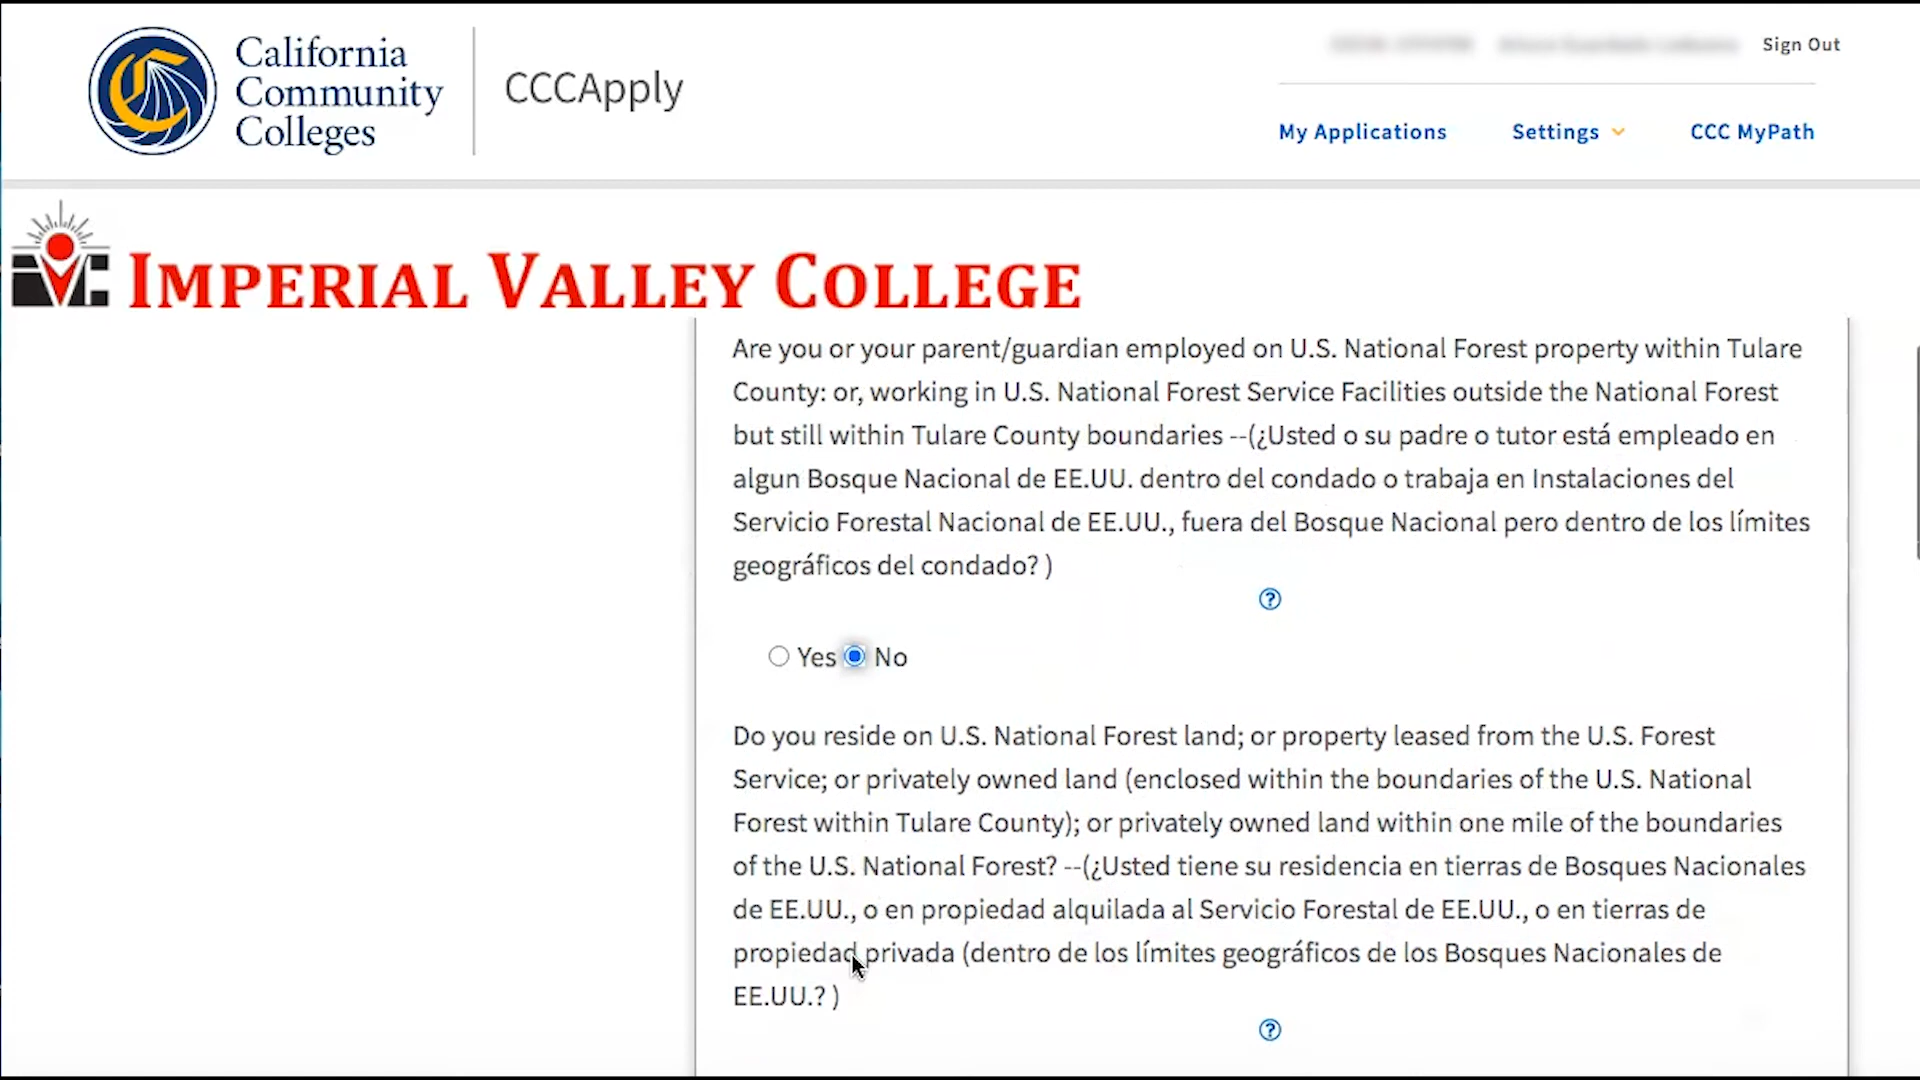 California
Community
Colleges
CCCApply
Sign Out
My Applications
Settings
CCC MyPath
IVC
IMPERIAL VALLEY COLLEGE
Are you or your parent/guardian employed on U.S. National Forest property within Tulare
County: or, working in U.S. National Forest Service Facilities outside the National Forest
but still within Tulare County boundaries --(¿Usted o su padre o tutor está empleado en
algun Bosque Nacional de EE.UU. dentro del condado o trabaja en Instalaciones del
Servicio Forestal Nacional de EE.UU., fuera del Bosque Nacional pero dentro de los límites
geográficos del condado? )
?
Yes No
Do you reside on U.S. National Forest land; or property leased from the U.S. Forest
Service; or privately owned land (enclosed within the boundaries of the U.S. National
Forest within Tulare County); or privately owned land within one mile of the boundaries
of the U.S. National Forest? --(¿Usted tiene su residencia en tierras de Bosques Nacionales
de EE.UU., o en propiedad alquilada al Servicio Forestal de EE.UU., o en tierras de
propiedad privada (dentro de los límites geográficos de los Bosques Nacionales de
EE.UU.? )
?